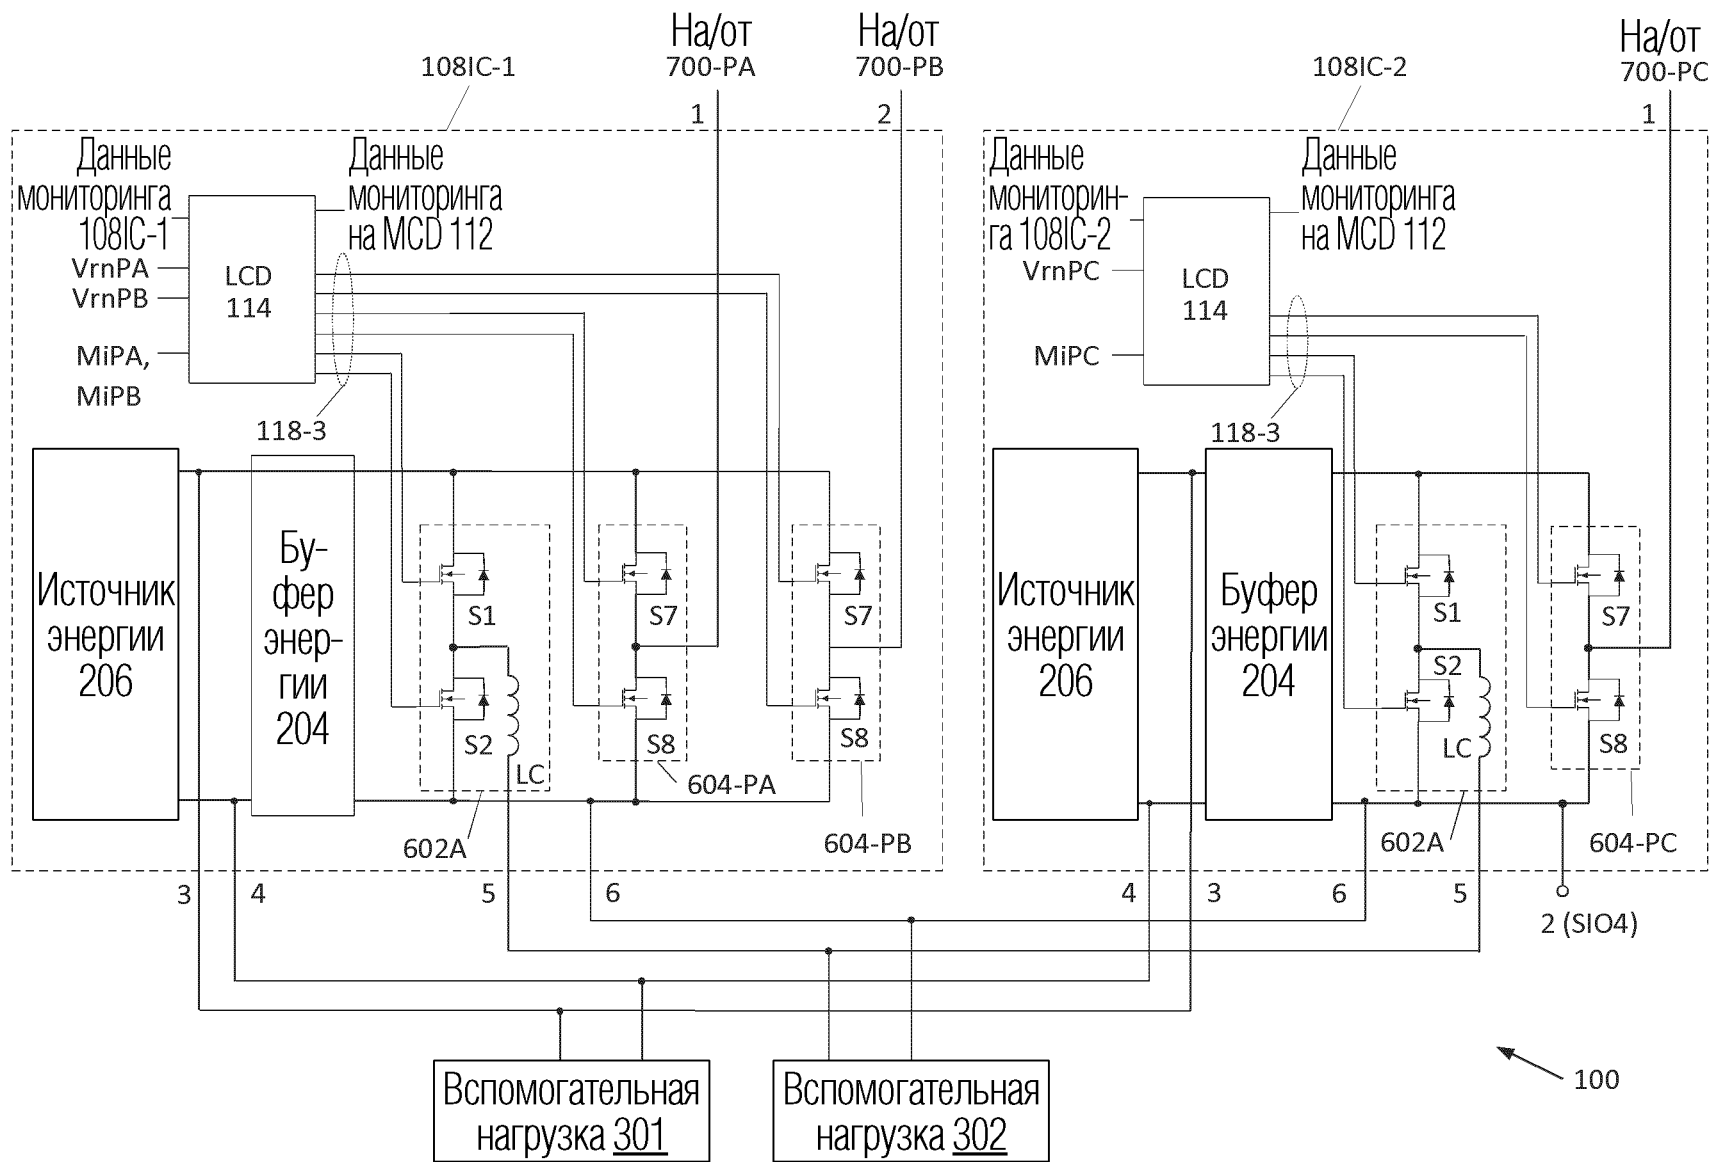 На/от
700-PA
На/от
700-PB
На/от
700-PC
108IC-1
108IC-2
1
2
1
Данные
мониторинга
108IC-1
Данные
мониторинга
на MCD 112
VrnPA
VrnPB
MiPA,
MiPB
LCD
114
118-3
Данные
мониторин-
га 108IC-2
Данные
мониторинга
на MCD 112
VrnPC
MiPC
LCD
114
118-3
Источник
энергии
206
Бу-
фер
энер-
гии
204
S1
S2
LC
S7
S8
S7
S8
602A
604-PA
604-PB
Источник
энергии
206
Буфер
энергии
204
S1
S2
LC
S7
S8
602A
604-PC
3
4
5
6
4
3
6
5
2 (SIO4)
Вспомогательная
нагрузка 301
Вспомогательная
нагрузка 302
100